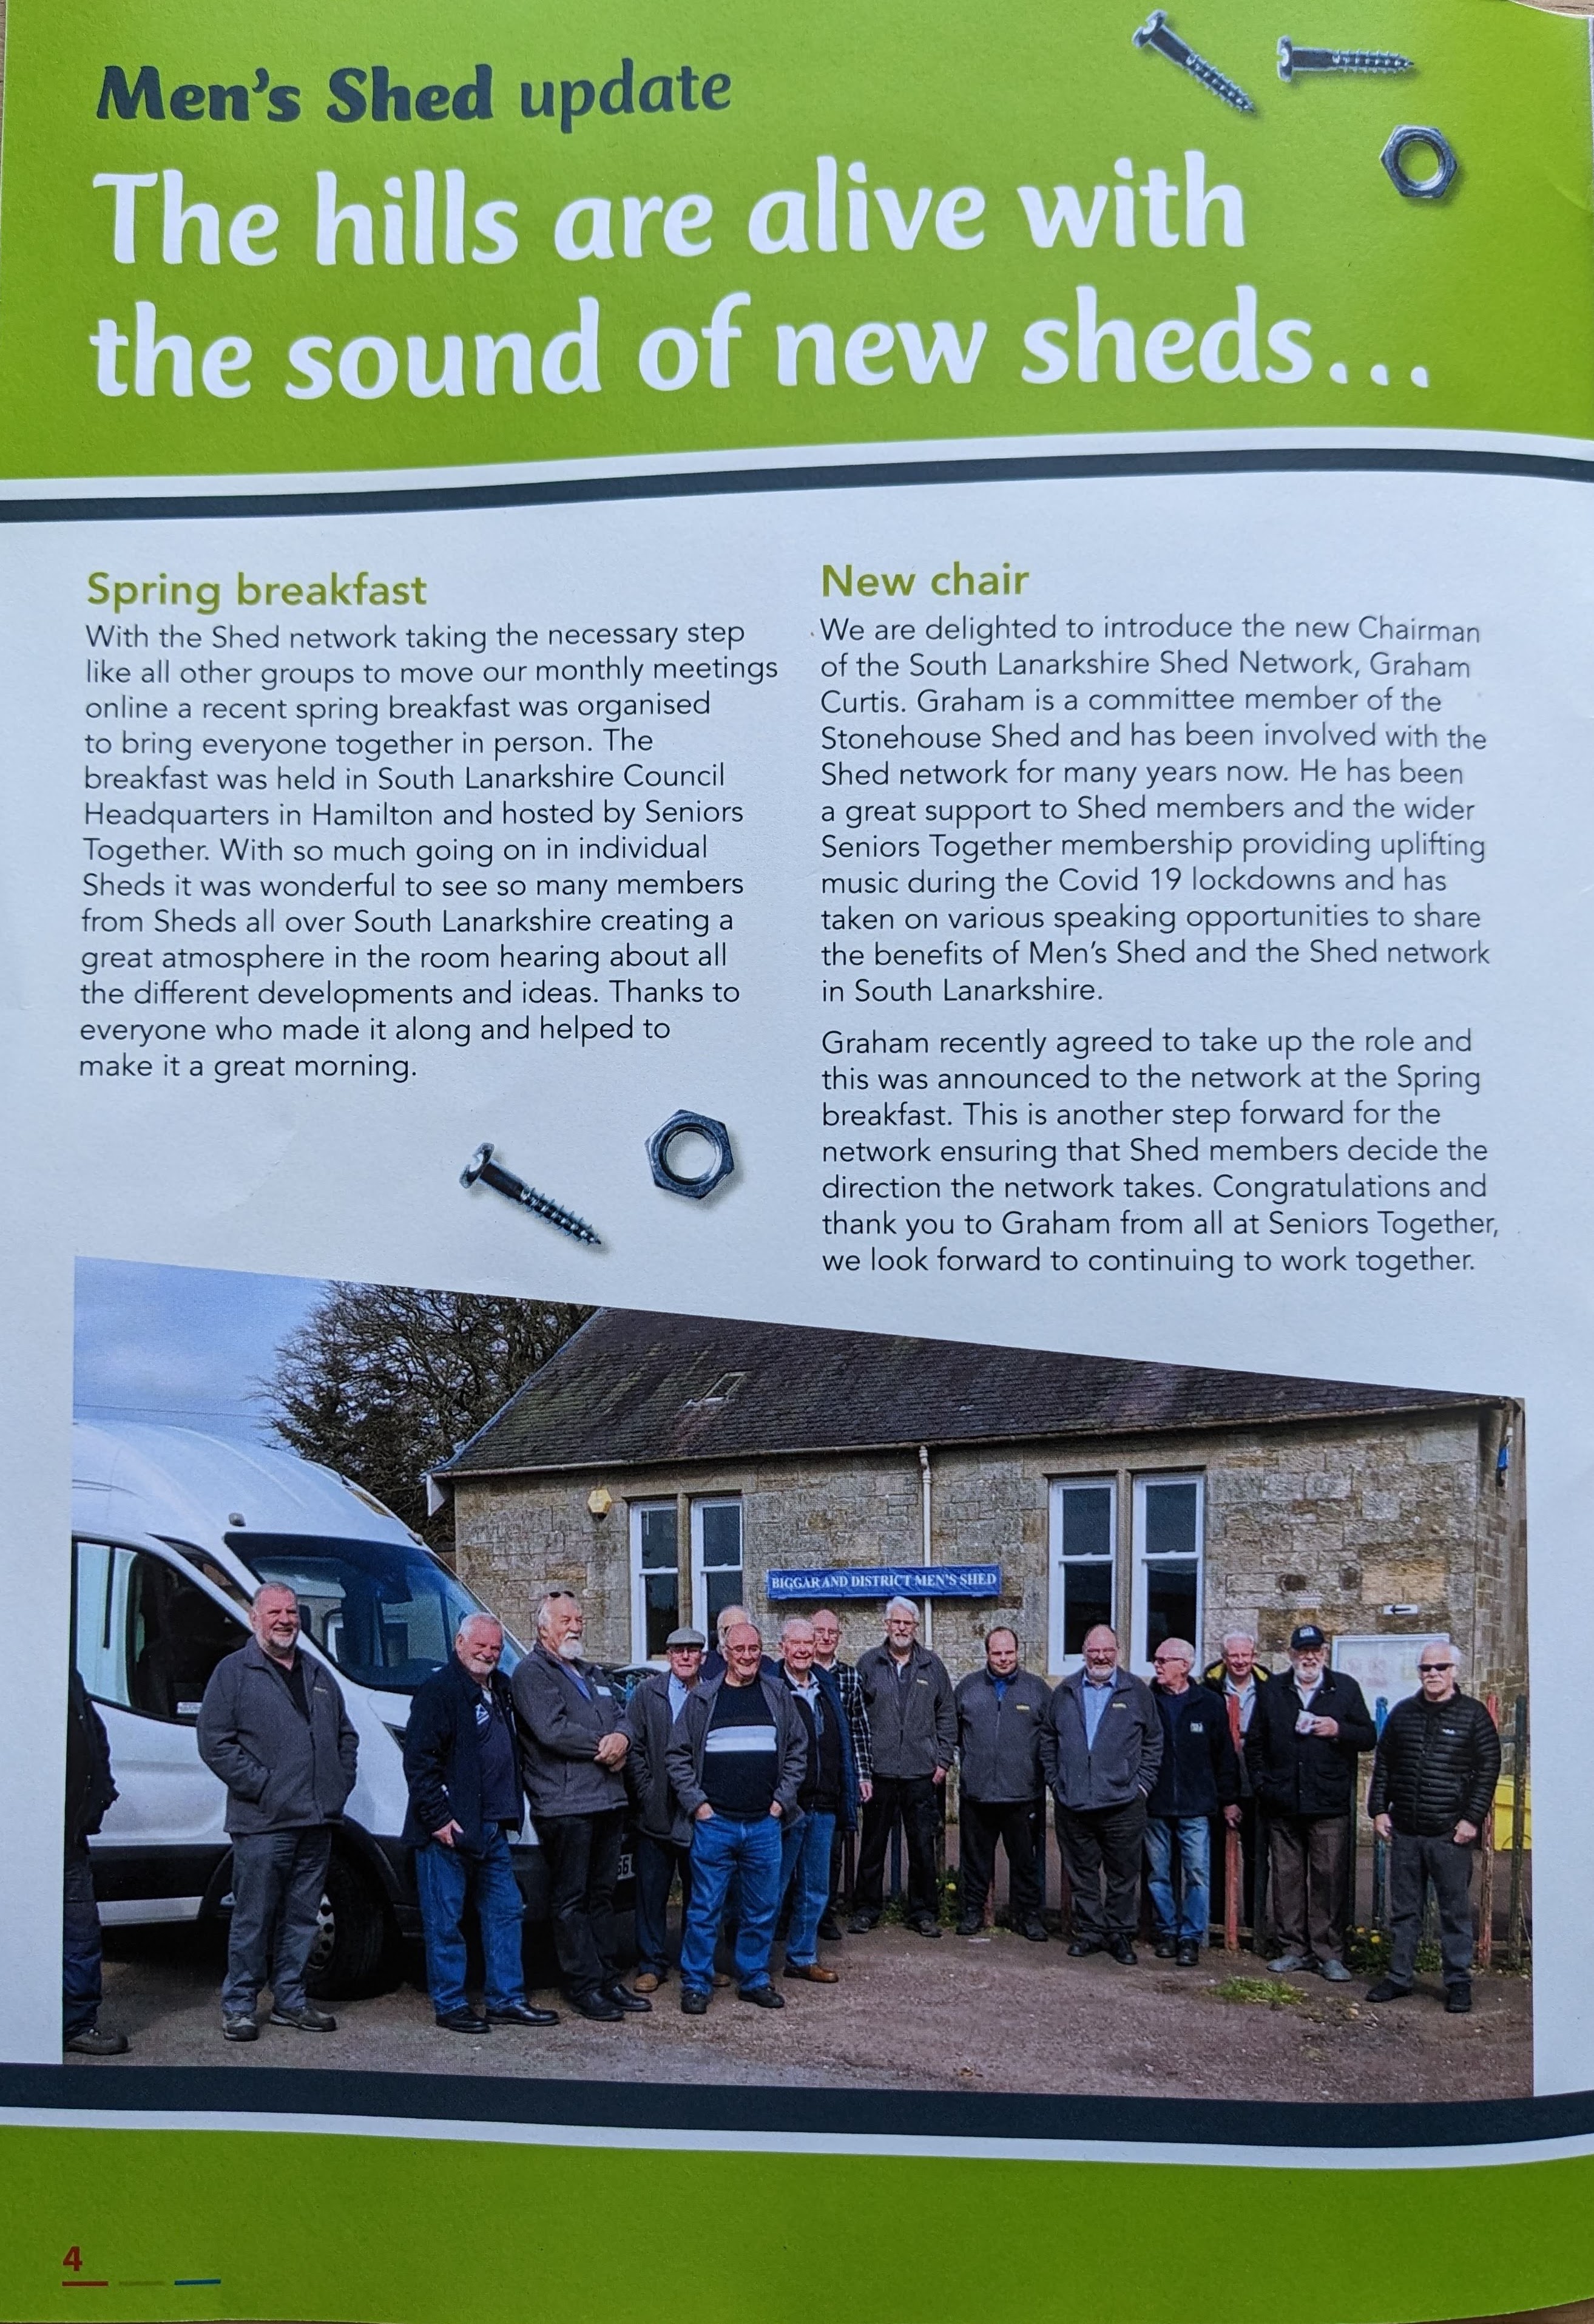 Men's Shed update
The hills are alive with
the sound of new sheds...
Spring breakfast
With the Shed network taking the necessary step
like all other groups to move our monthly meetings
online a recent spring breakfast was organised
to bring everyone together in person. The
breakfast was held in South Lanarkshire Council
Headquarters in Hamilton and hosted by Seniors
Together. With so much going on in individual
Sheds it was wonderful to see so many members
from Sheds all over South Lanarkshire creating a
great atmosphere in the room hearing about all
the different developments and ideas. Thanks to
everyone who made it along and helped to
make it a great morning.
New chair
We are delighted to introduce the new Chairman
of the South Lanarkshire Shed Network, Graham
Curtis. Graham is a committee member of the
Stonehouse Shed and has been involved with the
Shed network for many years now. He has been
a great support to Shed members and the wider
Seniors Together membership providing uplifting
music during the Covid 19 lockdowns and has
taken on various speaking opportunities to share
the benefits of Men's Shed and the Shed network
in South Lanarkshire.
Graham recently agreed to take up the role and
this was announced to the network at the Spring
breakfast. This is another step forward for the
network ensuring that Shed members decide the
direction the network takes. Congratulations and
thank you to Graham from all at Seniors Together,
we look forward to continuing to work together.
BIGGAR AND DISTRICT MEN'S SHED
4